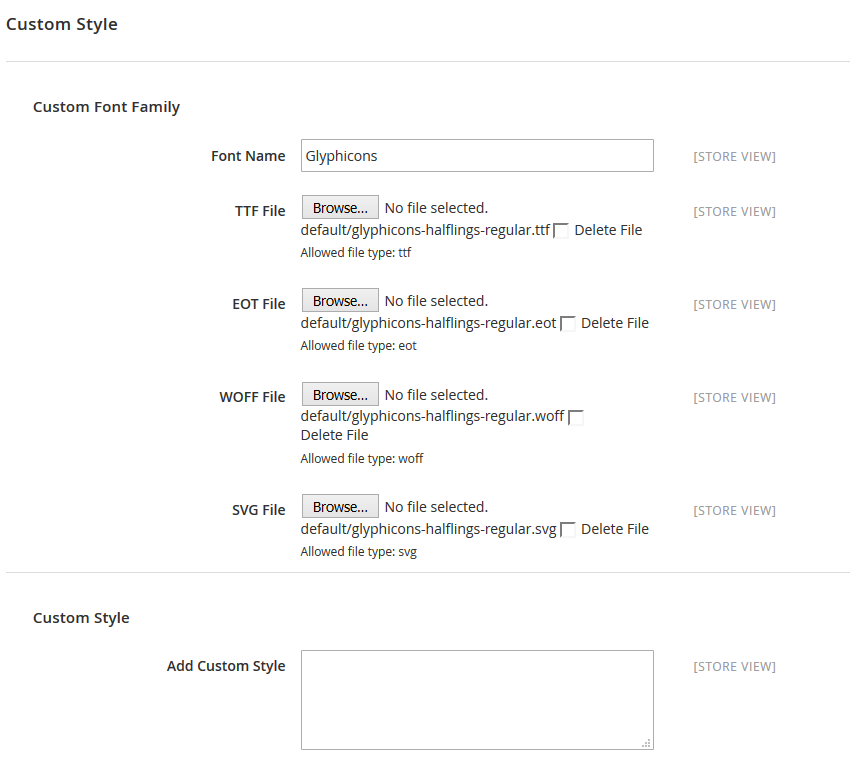 Custom Style
Custom Font Family
Font Name Glyphicons [STORE VIEW]
TTF File Browse... No file selected. [STORE VIEW]
default/glyphicons-halflings-regular.ttf Delete File
Allowed file type: ttf
EOT File Browse... No file selected. [STORE VIEW]
default/glyphicons-halflings-regular.eot Delete File
Allowed file type: eot
WOFF File Browse... No file selected. [STORE VIEW]
default/glyphicons-halflings-regular.woff
Delete File
Allowed file type: woff
SVG File Browse... No file selected. [STORE VIEW]
default/glyphicons-halflings-regular.svg Delete File
Allowed file type: svg
Custom Style
Add Custom Style [STORE VIEW]